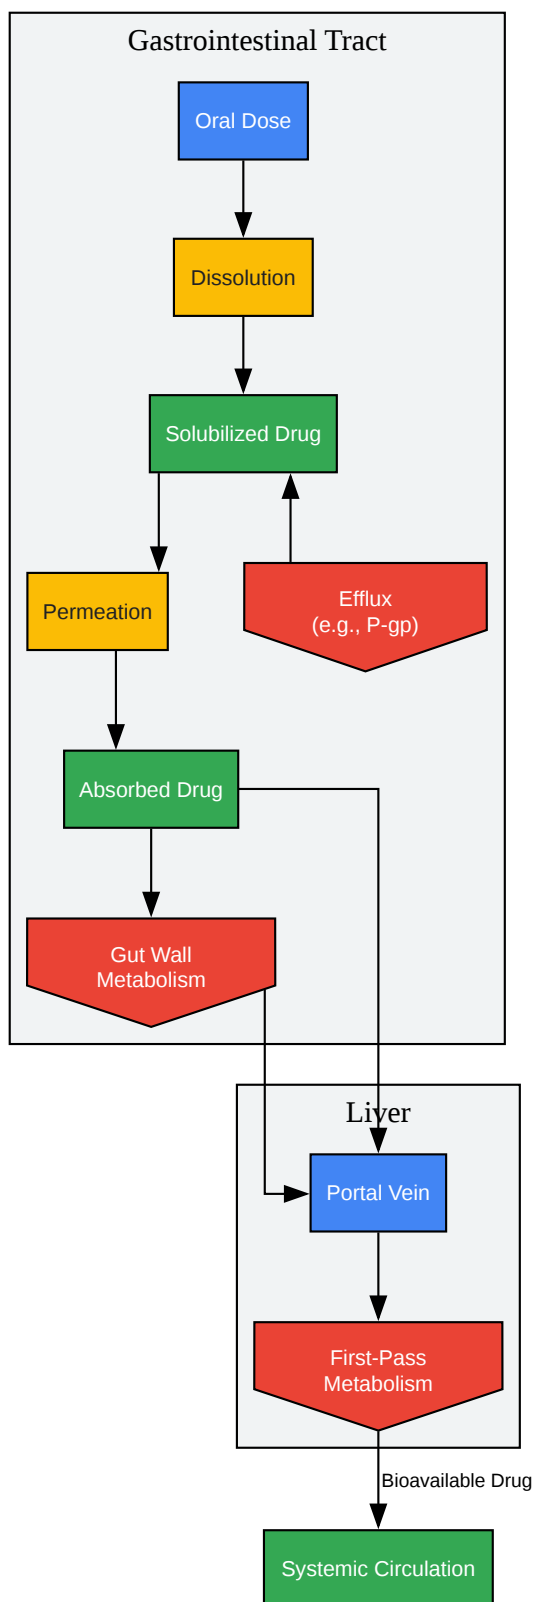 Gastrointestinal Tract
Oral Dose
Dissolution
Solubilized Drug
Efflux
(e.g., P-gp)
Permeation
Absorbed Drug
Gut Wall
Metabolism
Liver
Portal Vein
First-Pass
Metabolism
Bioavailable Drug
Systemic Circulation